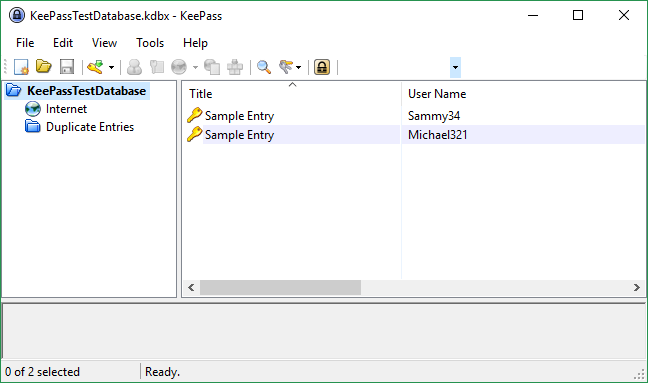 KeePassTestDatabase.kdbx - KeePass
File Edit View Tools Help
KeePassTestDatabase
Internet
Duplicate Entries
Title User Name
Sample Entry Sammy34
Sample Entry Michael321
0 of 2 selected Ready.